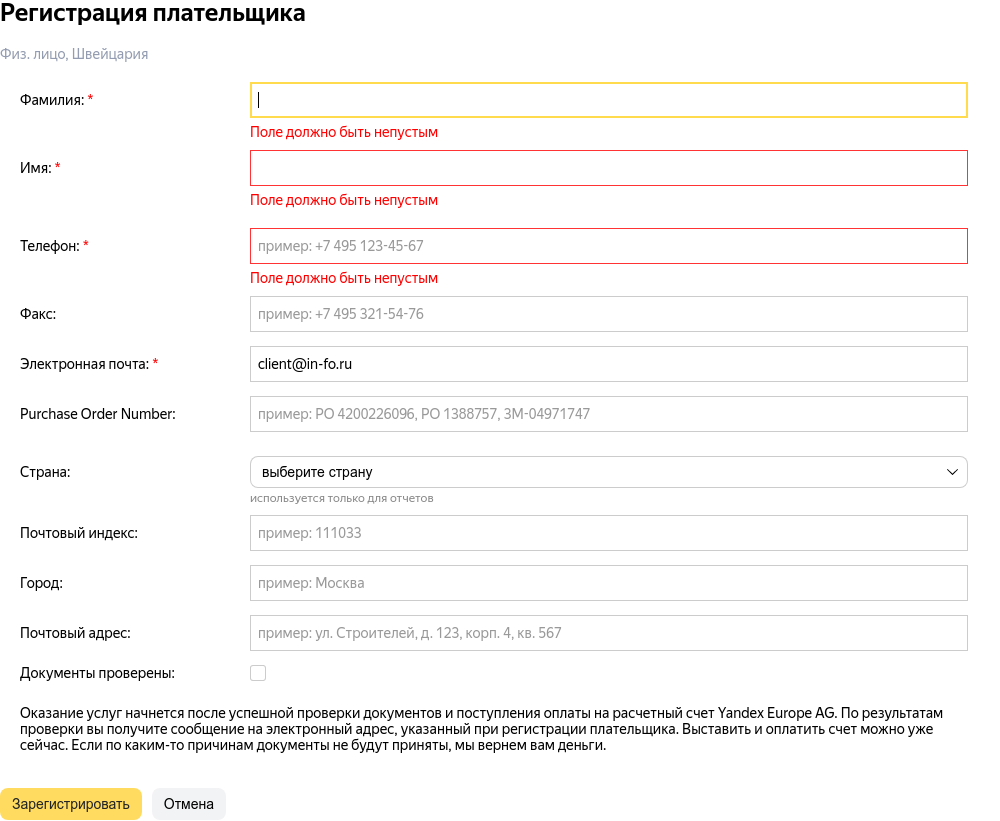 Регистрация плательщика
Физ. лицо, Швейцария
Фамилия: *
Поле должно быть непустым
Имя: *
Поле должно быть непустым
Телефон: * пример: +7 495 123-45-67
Поле должно быть непустым
Факс: пример: +7 495 321-54-76
Электронная почта: * client@in-fo.ru
Purchase Order Number: пример: PO 4200226096, PO 1388757, 3M-04971747
Страна: выберите страну
используется только для отчетов
Почтовый индекс: пример: 111033
Город: пример: Москва
Почтовый адрес: пример: ул. Строителей, д. 123, корп. 4, кв. 567
Документы проверены:
Оказание услуг начнется после успешной проверки документов и поступления оплаты на расчетный счет Yandex Europe AG. По результатам
проверки вы получите сообщение на электронный адрес, указанный при регистрации плательщика. Выставить и оплатить счет можно уже
сейчас. Если по каким-то причинам документы не будут приняты, мы вернем вам деньги.
Зарегистрировать Отмена